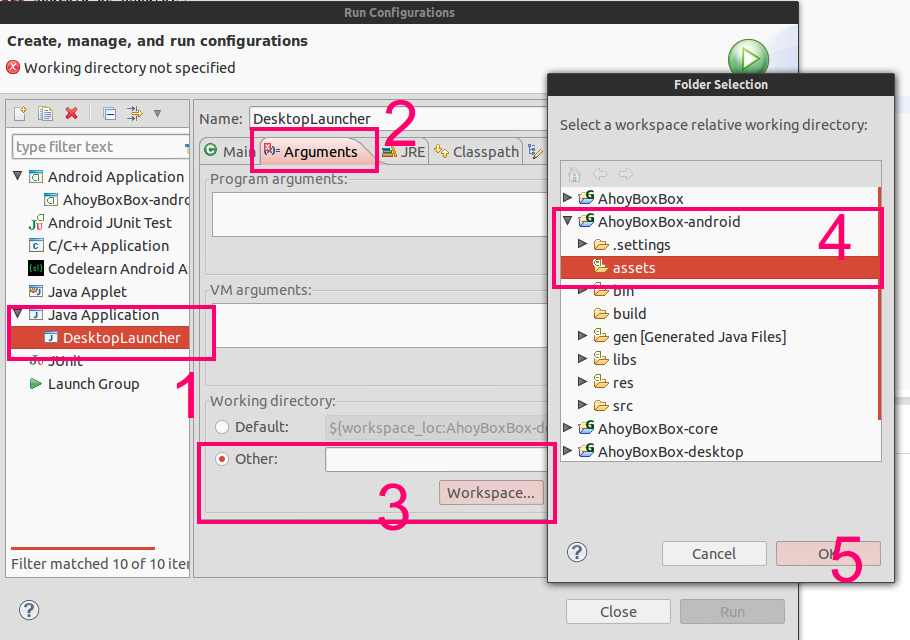 Run Configurations
Create, manage, and run configurations
Working directory not specified
type filter text
Android Application
AhoyBoxBox-andro
Android JUnit Test
C/C++ Application
Codelearn Android A
Java Applet
Java Application
DesktopLauncher
JUnit
Launch Group
1
Filter matched 10 of 10 iter
Name: DesktopLauncher
2
Main
(x)= Arguments
JRE
Classpath
Program arguments:
VM arguments:
Working directory:
Default: ${workspace_loc:AhoyBoxBox-de
Other:
Workspace...
3
Close
Run
Folder Selection
Select a workspace relative working directory:
AhoyBoxBox
AhoyBoxBox-android
.settings
assets
4
bin
build
gen [Generated Java Files]
libs
res
src
AhoyBoxBox-core
AhoyBoxBox-desktop
Cancel
OK
5